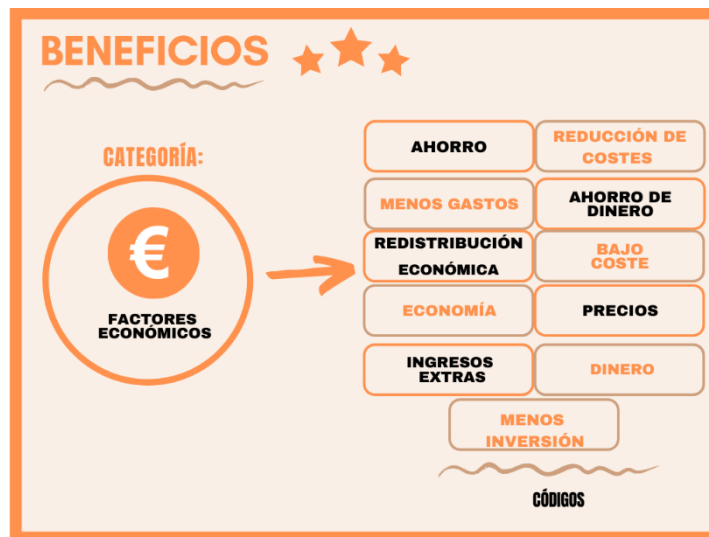 BENEFICIOS
CATEGORÍA:
€
FACTORES
ECONÓMICOS
AHORRO
REDUCCIÓN DE
COSTES
MENOS GASTOS
AHORRO DE
DINERO
REDISTRIBUCIÓN
ECONÓMICA
BAJO
COSTE
ECONOMÍA
PRECIOS
INGRESOS
EXTRAS
DINERO
MENOS
INVERSIÓN
CÓDIGOS